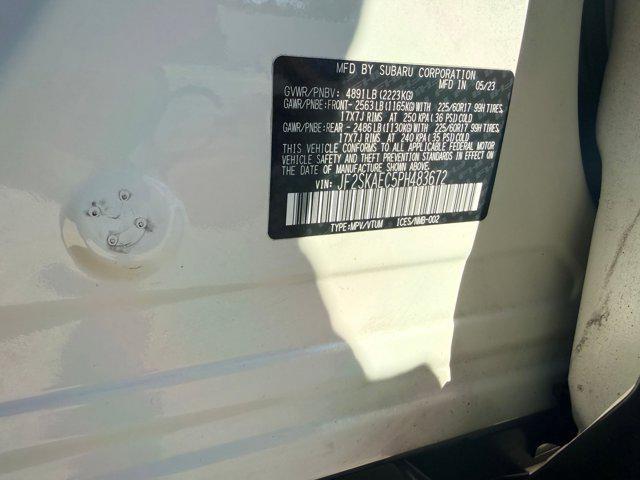 MFD BY SUBARU CORPORATION
MFD IN 05/23
GVWR/PNBV: 4891LB(2223KG)
GAWR/PNBE:FRONT-2563LB(1165KG)WITH 225/60R17 99H TIRES
17X7J RIMS AT 250 KPA(36 PSI)COLD
GAWR/PNBE:REAR -2486LB(1130KG)WITH 225/60R17 99H TIRES
17X7J RIMS AT 240 KPA(35 PSI)COLD
THIS VEHICLE CONFORMS TO ALL APPLICABLE FEDERAL MOTOR
VEHICLE SAFETY AND THEFT PREVENTION STANDARDS IN EFFECT ON
THE DATE OF MANUFACTURE SHOWN ABOVE.
VIN: JF2SKAEC5PH483672
TYPE:MPV/VTUM ICES/NMB-002